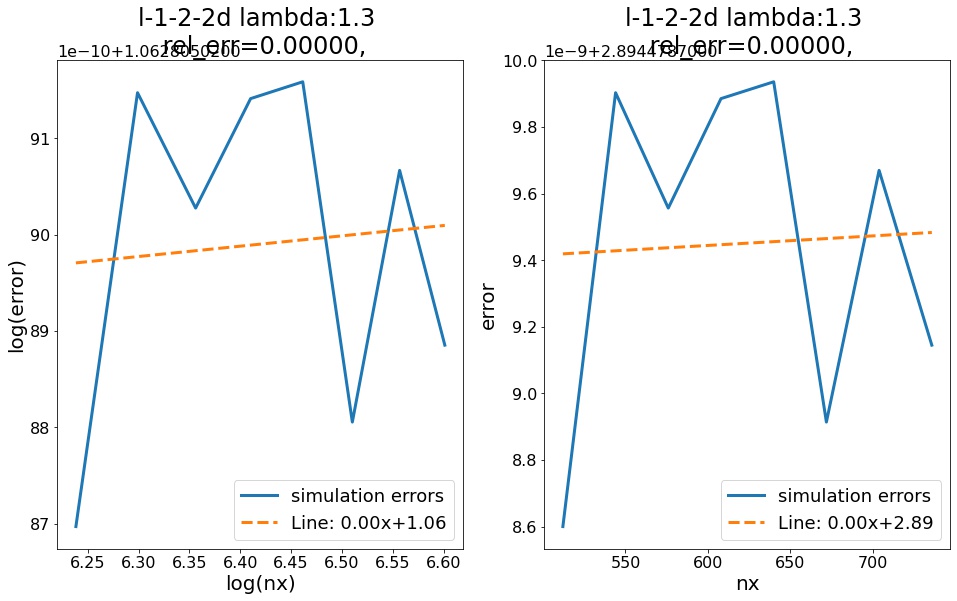 l-1-2-2d lambda:1.3
rel_err=0.00000,
1e−10+1.0628050200
91
90
89
88
87
log(error)
simulation errors
Line: 0.00x+1.06
6.25 6.30 6.35 6.40 6.45 6.50 6.55 6.60
log(nx)
l-1-2-2d lambda:1.3
rel_err=0.00000,
10.0
9.8
9.6
9.4
9.2
9.0
8.8
8.6
error
simulation errors
Line: 0.00x+2.89
550 600 650 700
nx